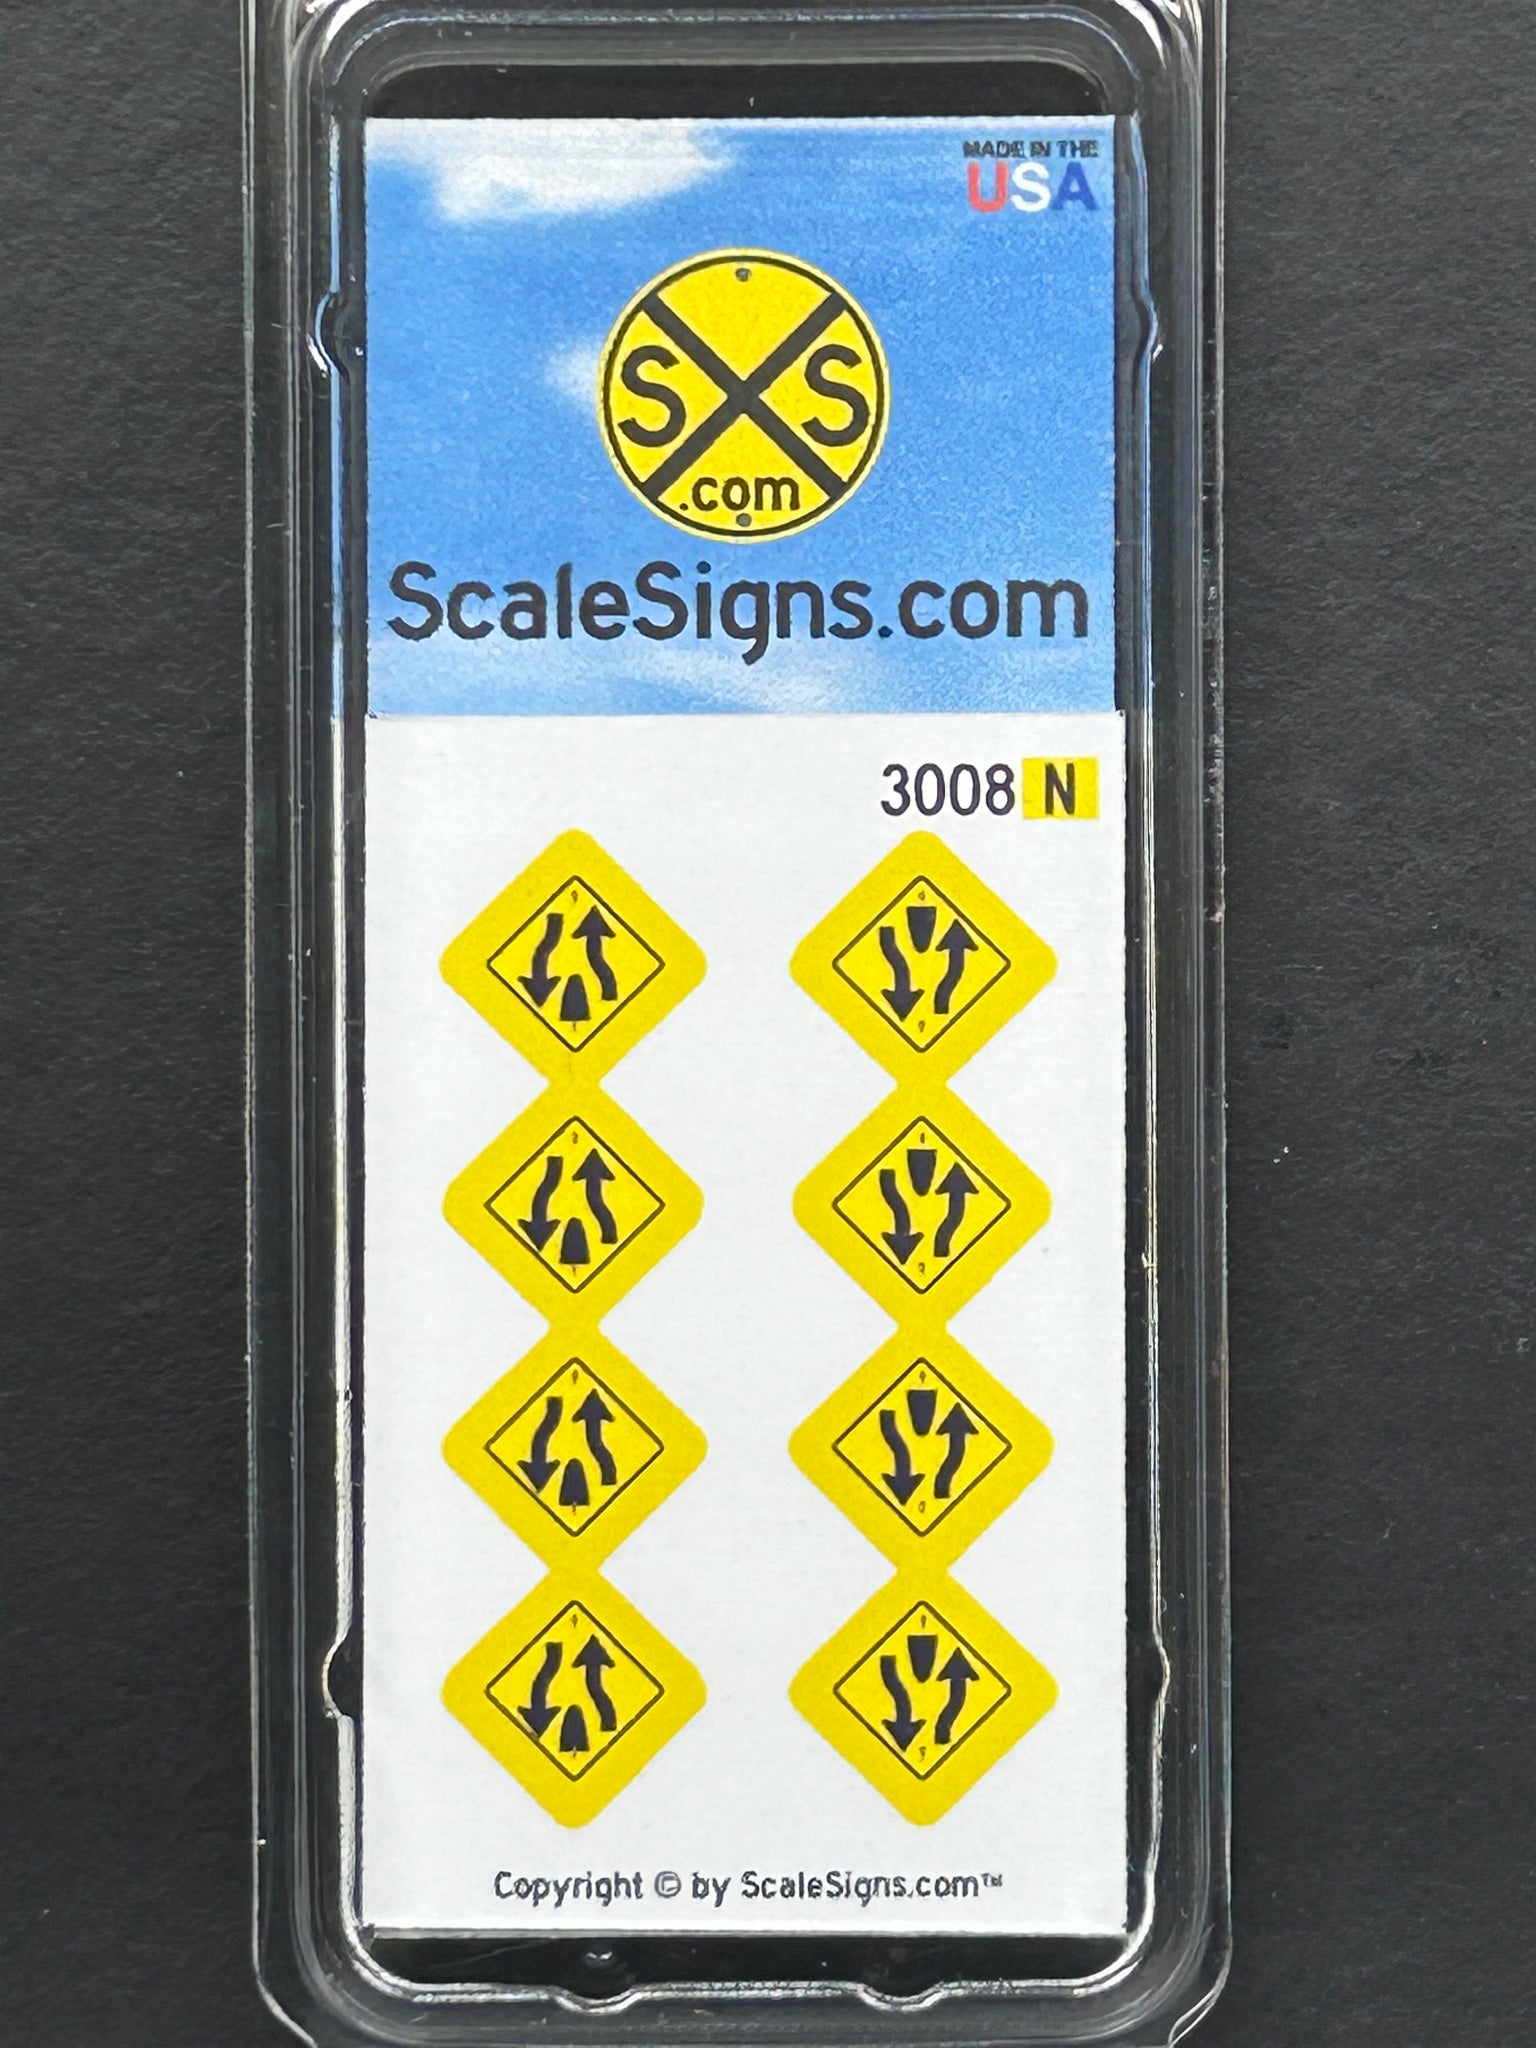 MADE IN THE
USA
S S
.com
ScaleSigns.com
3008 N
Copyright © by ScaleSigns.com™